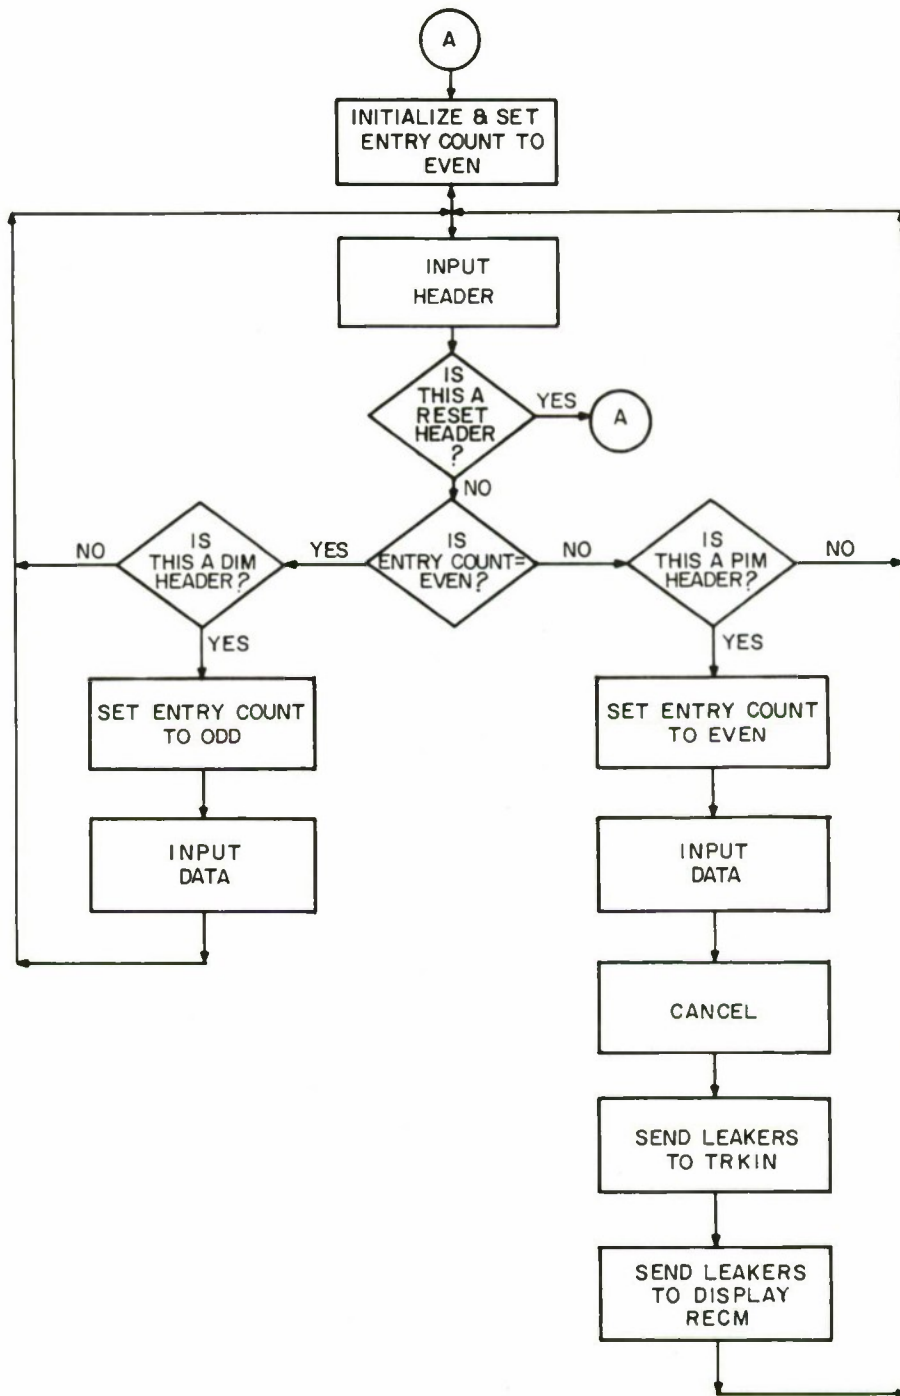 A
INITIALIZE & SET
ENTRY COUNT TO
EVEN
INPUT
HEADER
IS
THIS A
RESET
HEADER
?
YES
A
NO
IS
ENTRY COUNT=
EVEN?
YES
NO
IS
THIS A DIM
HEADER?
NO
YES
IS
THIS A PIM
HEADER?
NO
YES
SET ENTRY COUNT
TO ODD
INPUT
DATA
SET ENTRY COUNT
TO EVEN
INPUT
DATA
CANCEL
SEND LEAKERS
TO TRKIN
SEND LEAKERS
TO DISPLAY
RECM